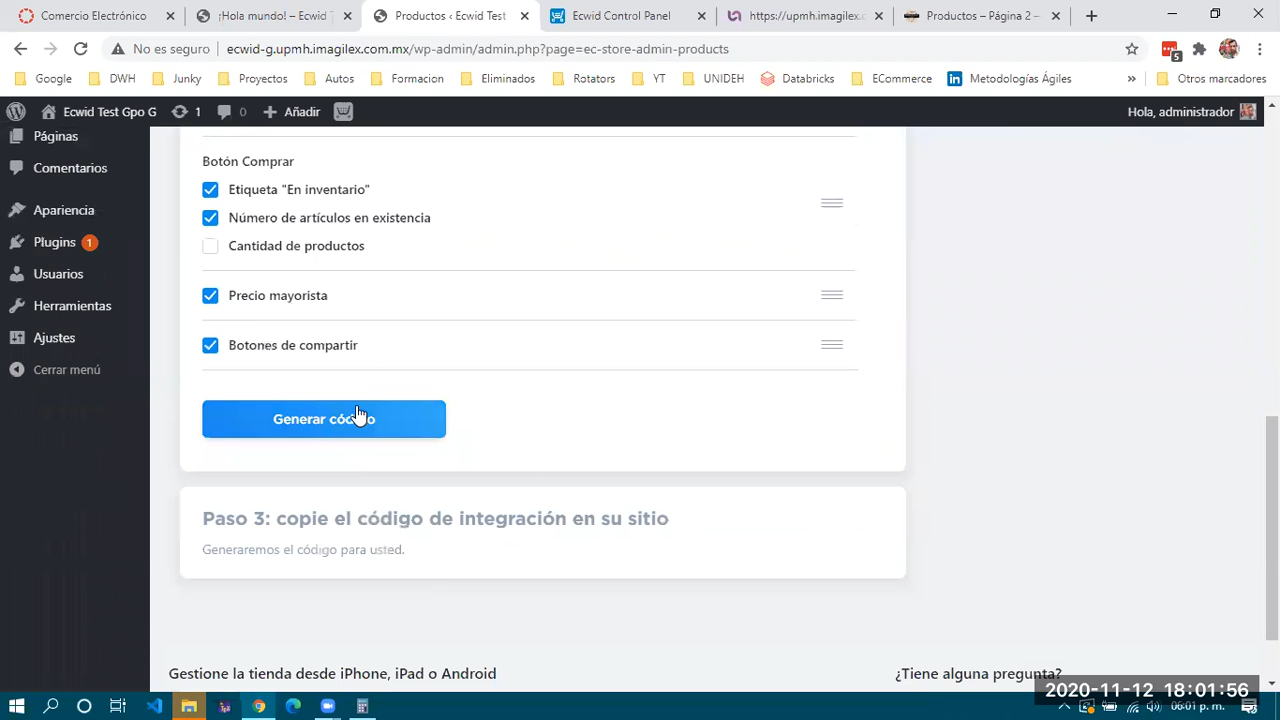 Comercio Electrónico
¡Hola mundo! – Ecwid T
Productos ‹ Ecwid Test
Ecwid Control Panel
https://upmh.imagilex.c
Productos – Página 2 –
No es seguro
ecwid-g.upmh.imagilex.com.mx/wp-admin/admin.php?page=ec-store-admin-products
5
Google
DWH
Junky
Proyectos
Autos
Formacion
Eliminados
Rotators
YT
UNIDEH
Databricks
ECommerce
Metodologías Ágiles
»
Otros marcadores
Ecwid Test Gpo G
1
0
Añadir
Hola, administrador
Páginas
Comentarios
Apariencia
Plugins 1
Usuarios
Herramientas
Ajustes
Cerrar menú
Botón Comprar
Etiqueta "En inventario"
Número de artículos en existencia
Cantidad de productos
Precio mayorista
Botones de compartir
Generar código
Paso 3: copie el código de integración en su sitio
Generaremos el código para usted.
Gestione la tienda desde iPhone, iPad o Android
¿Tiene alguna pregunta?
2020-11-12 18:01:56
06:01 p. m.